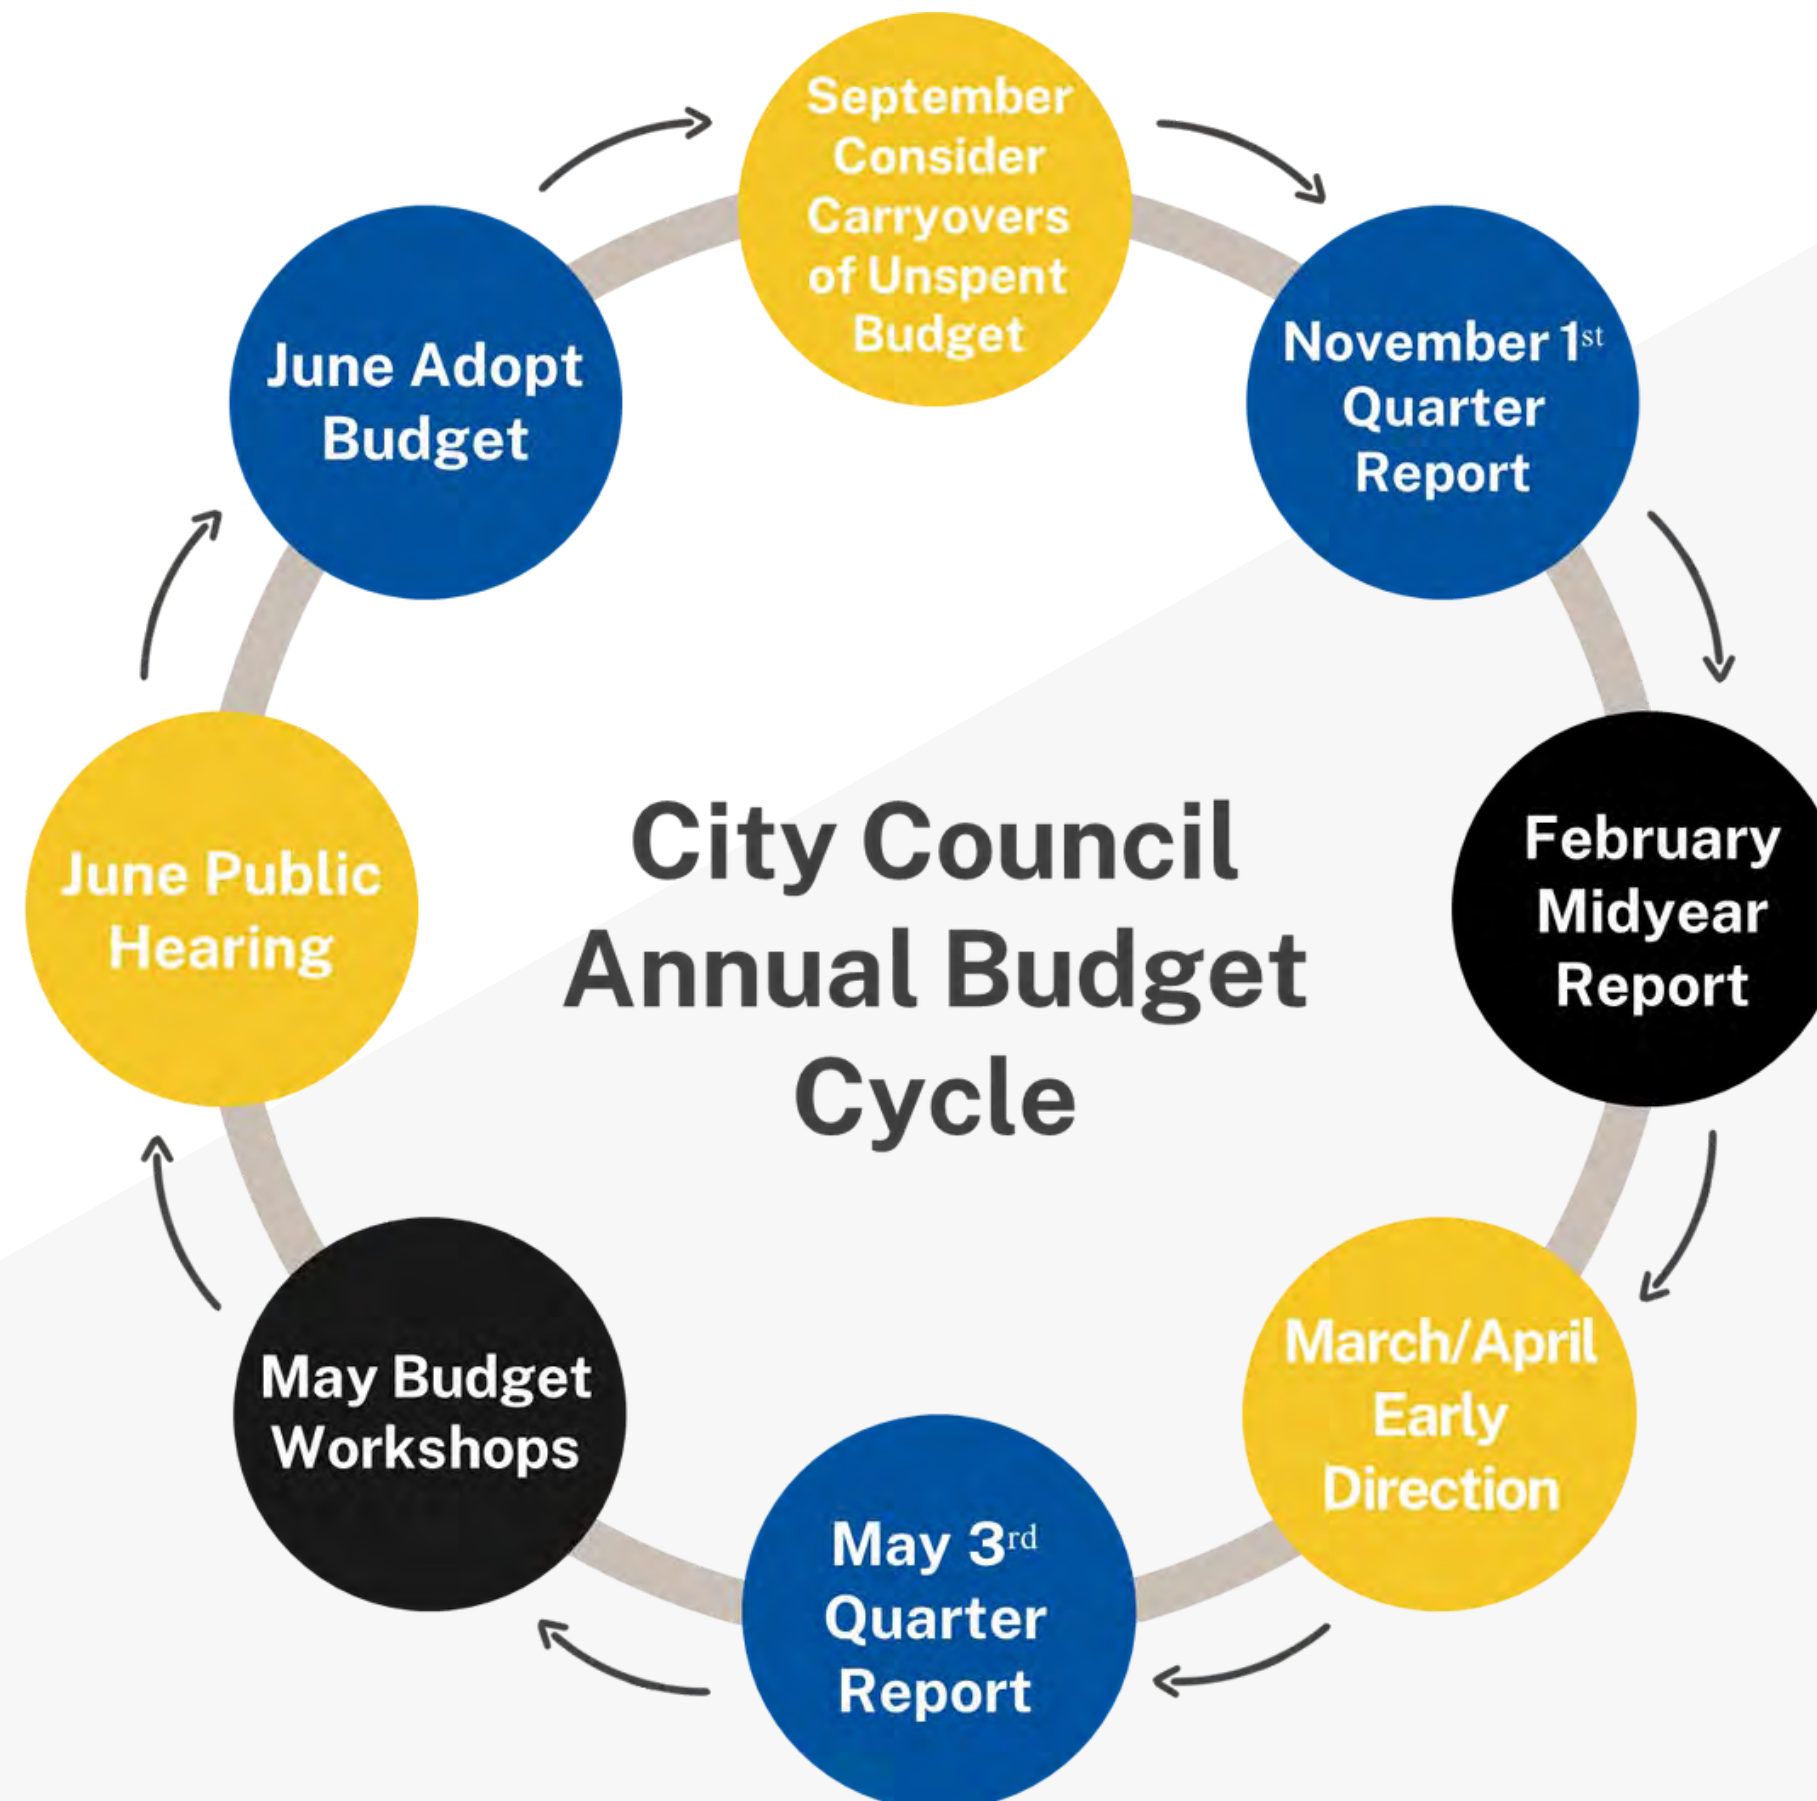 September
Consider
Carryovers
of Unspent
Budget
November 1st
Quarter
Report
February
Midyear
Report
March/April
Early
Direction
May 3rd
Quarter
Report
May Budget
Workshops
June Public
Hearing
June Adopt
Budget
City Council
Annual Budget
Cycle